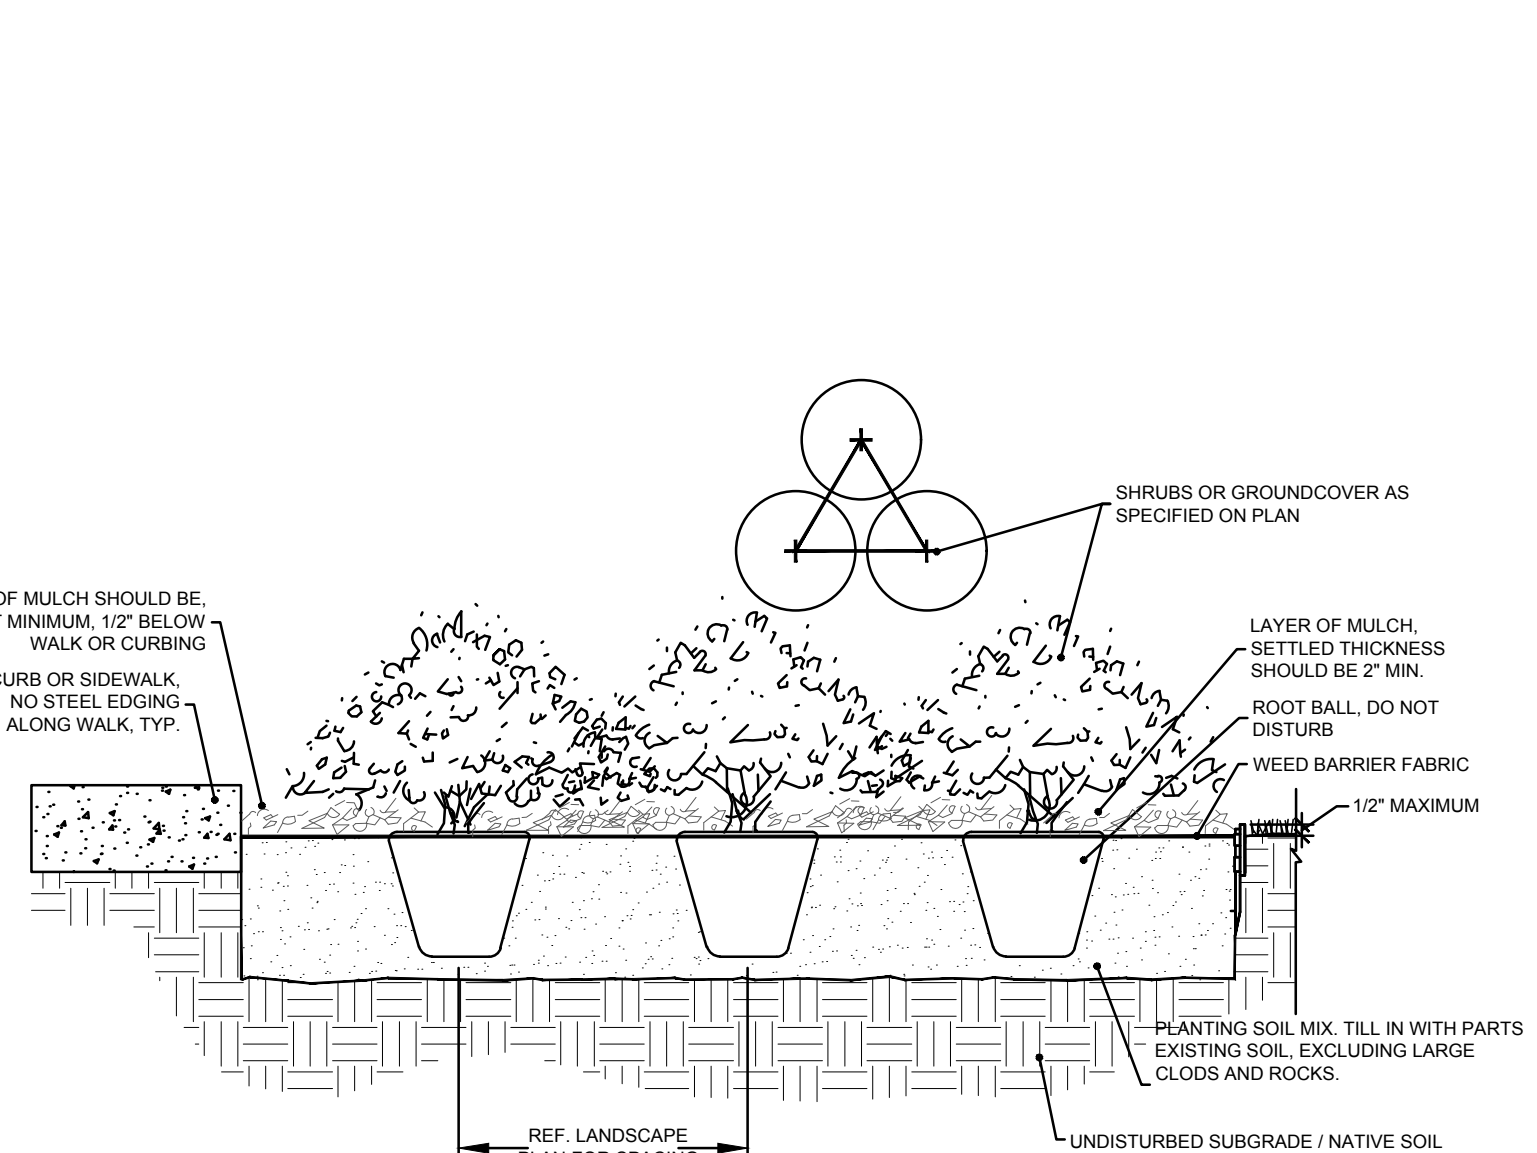 SHRUBS OR GROUNDCOVER AS
SPECIFIED ON PLAN
OF MULCH SHOULD BE,
MINIMUM, 1/2" BELOW
WALK OR CURBING
CURB OR SIDEWALK,
NO STEEL EDGING
ALONG WALK, TYP.
LAYER OF MULCH,
SETTLED THICKNESS
SHOULD BE 2" MIN.
ROOT BALL, DO NOT
DISTURB
WEED BARRIER FABRIC
1/2" MAXIMUM
PLANTING SOIL MIX. TILL IN WITH PARTS
EXISTING SOIL, EXCLUDING LARGE
CLODS AND ROCKS.
REF. LANDSCAPE
PLAN FOR SPACING
UNDISTURBED SUBGRADE / NATIVE SOIL